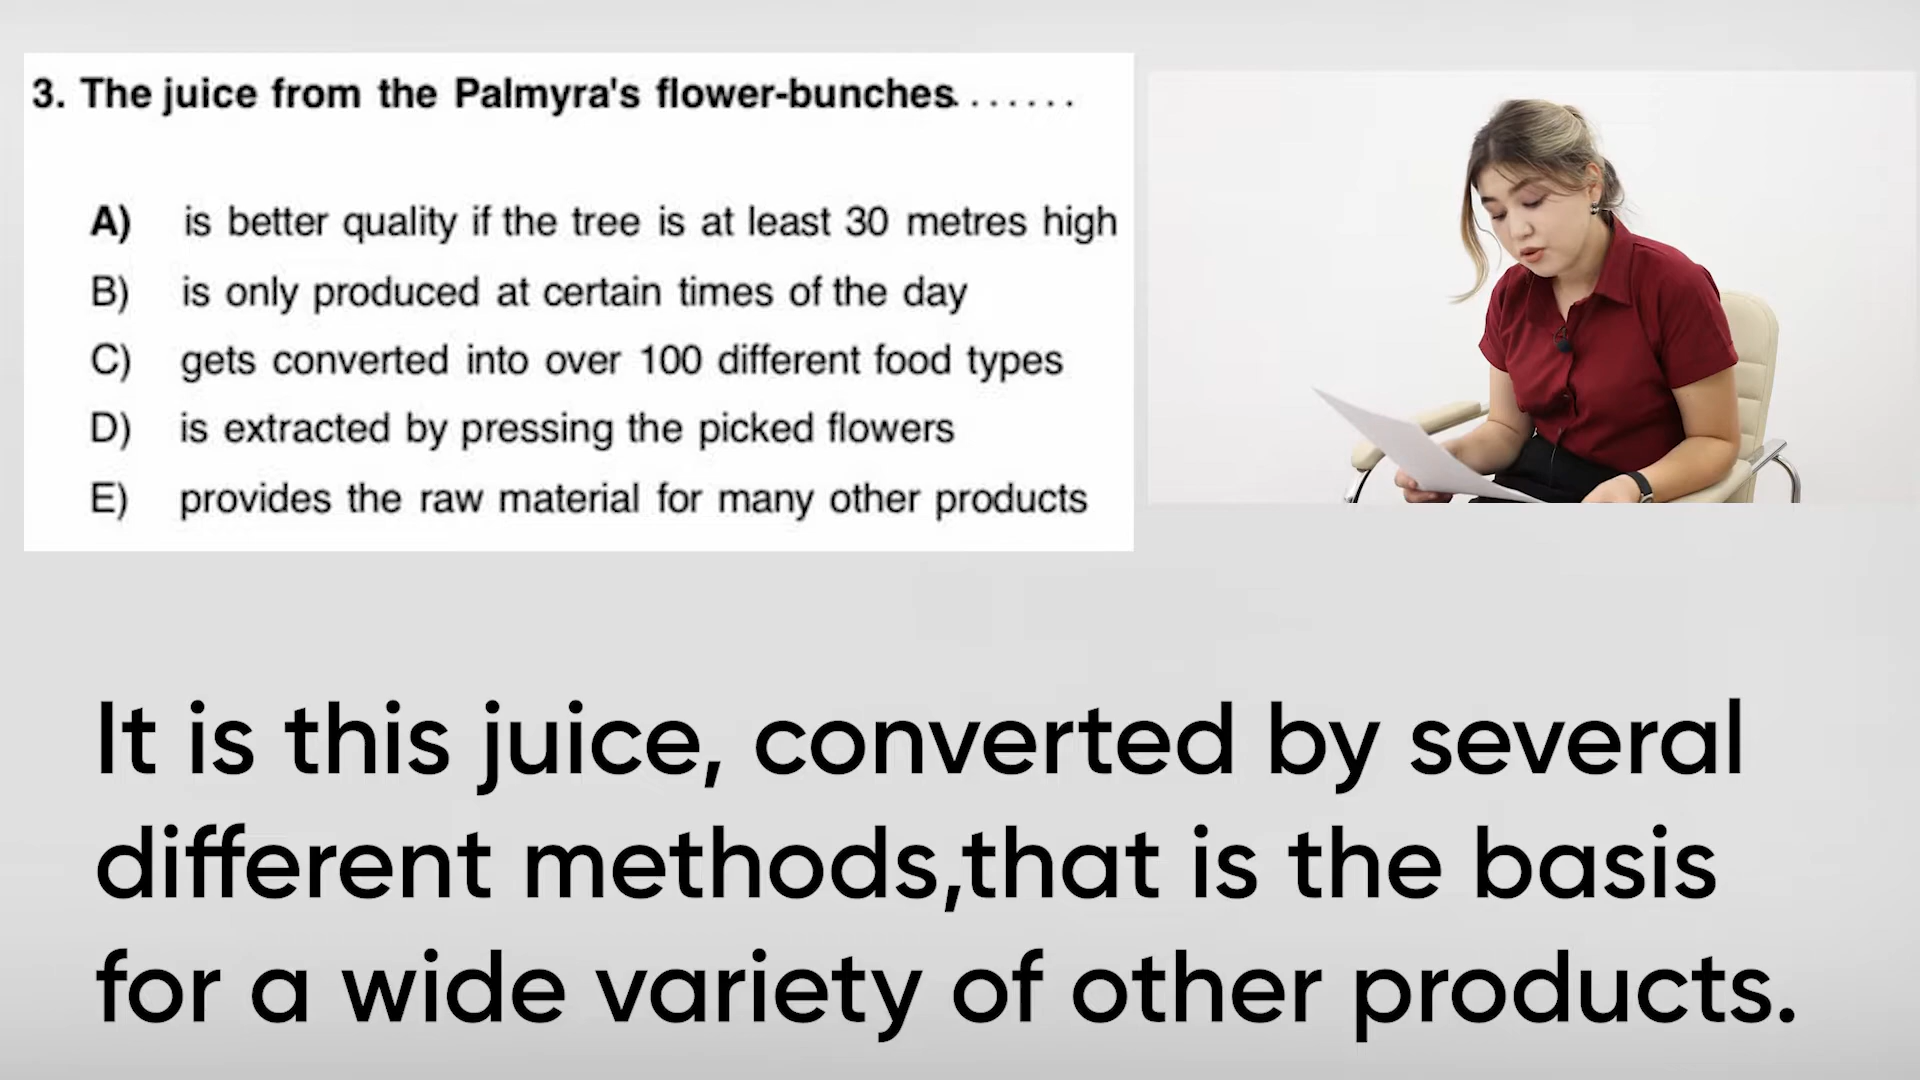 3. The juice from the Palmyra's flower-bunches.......
A) is better quality if the tree is at least 30 metres high
B) is only produced at certain times of the day
C) gets converted into over 100 different food types
D) is extracted by pressing the picked flowers
E) provides the raw material for many other products
It is this juice, converted by several
different methods,that is the basis
for a wide variety of other products.